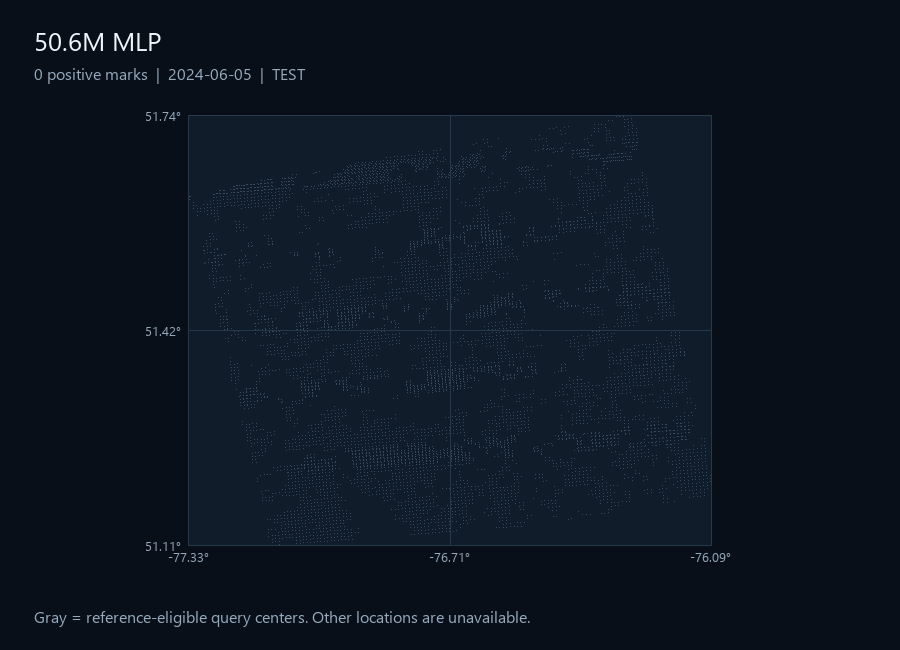 50.6M MLP
0 positive marks | 2024-06-05 | TEST
51.74°
51.42°
51.11°
-77.33°
-76.71°
-76.09°
Gray = reference-eligible query centers. Other locations are unavailable.